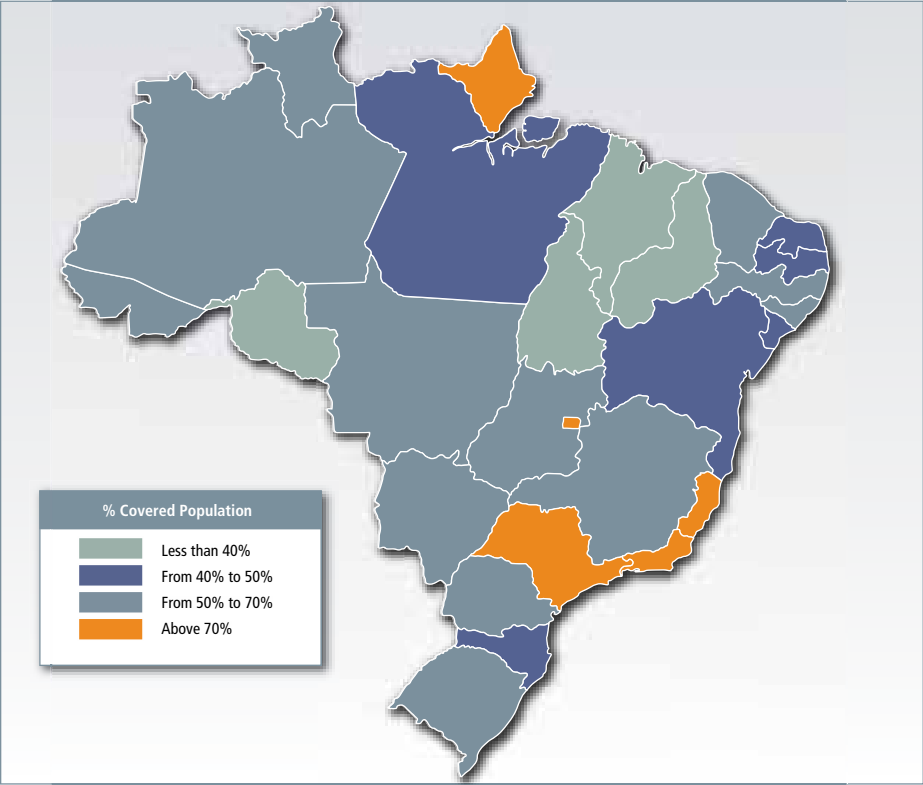 % Covered Population
Less than 40%
From 40% to 50%
From 50% to 70%
Above 70%